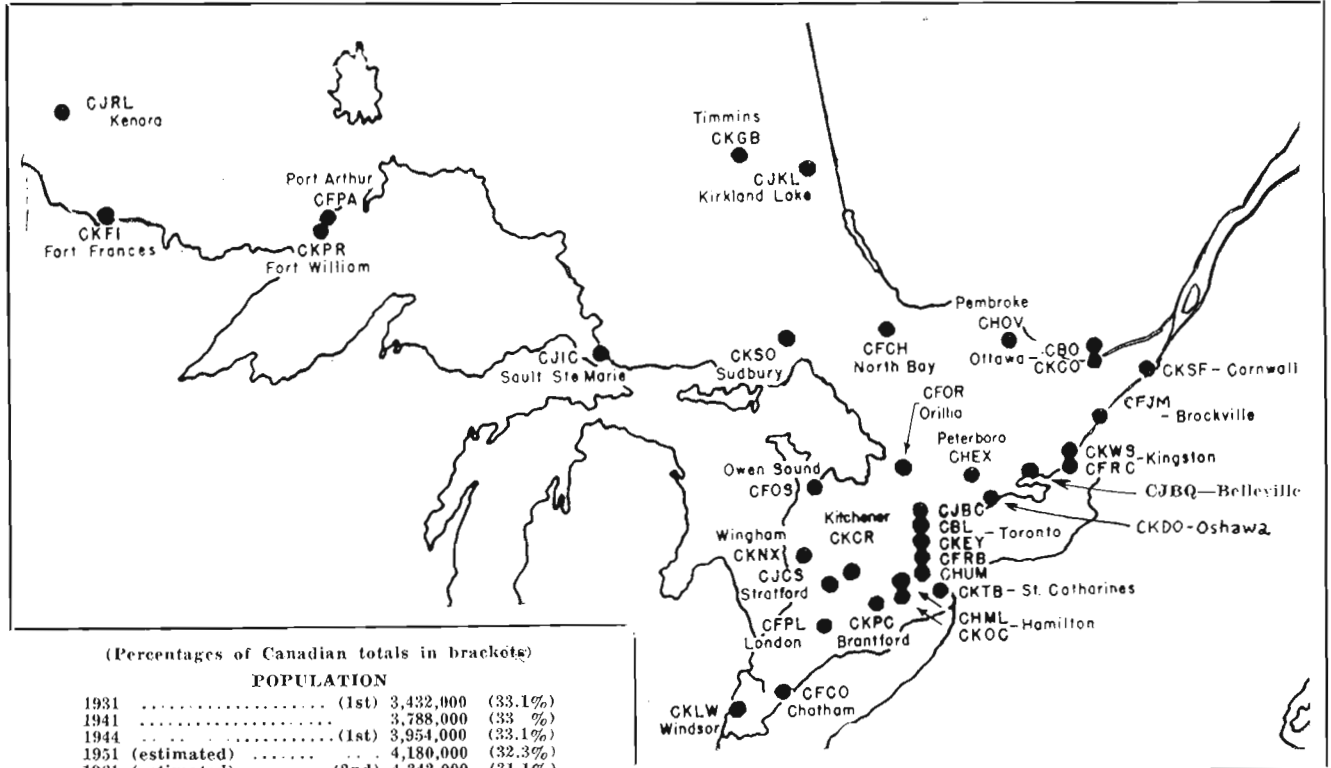 CJRL
Kenora
Timmins
CKGB
CJKL
Kirkland Lake
Port Arthur
CFPA
CKFI
Fort Frances
CKPR
Fort William
Pembroke
CHOV
Ottawa - CBO
CKCO
CKSF - Cornwall
CJIC
Sault Ste Marie
CKSO
Sudbury
CFCH
North Bay
CFOR
Orillia
CFJM
- Brockville
Peterboro
CHEX
CKWS
CFRC - Kingston
Owen Sound
CFOS
CJBQ—Belleville
CJBC
CBL
CKEY - Toronto
CFRB
CHUM
CKDO - Oshawa
Kitchener
CKCR
Wingham
CKNX
CJCS
Stratford
CKTB - St. Catharines
CFPL
London
CKPC
Brantford
CHML
CKOC - Hamilton
CFCO
Chatham
CKLW
Windsor
(Percentages of Canadian totals in brackets)
POPULATION
1931 .................... (1st) 3,432,000 (33.1%)
1941 .................... 3,788,000 (33 %)
1944 .................... (1st) 3,954,000 (33.1%)
1951 (estimated) ....... 4,180,000 (32.3%)